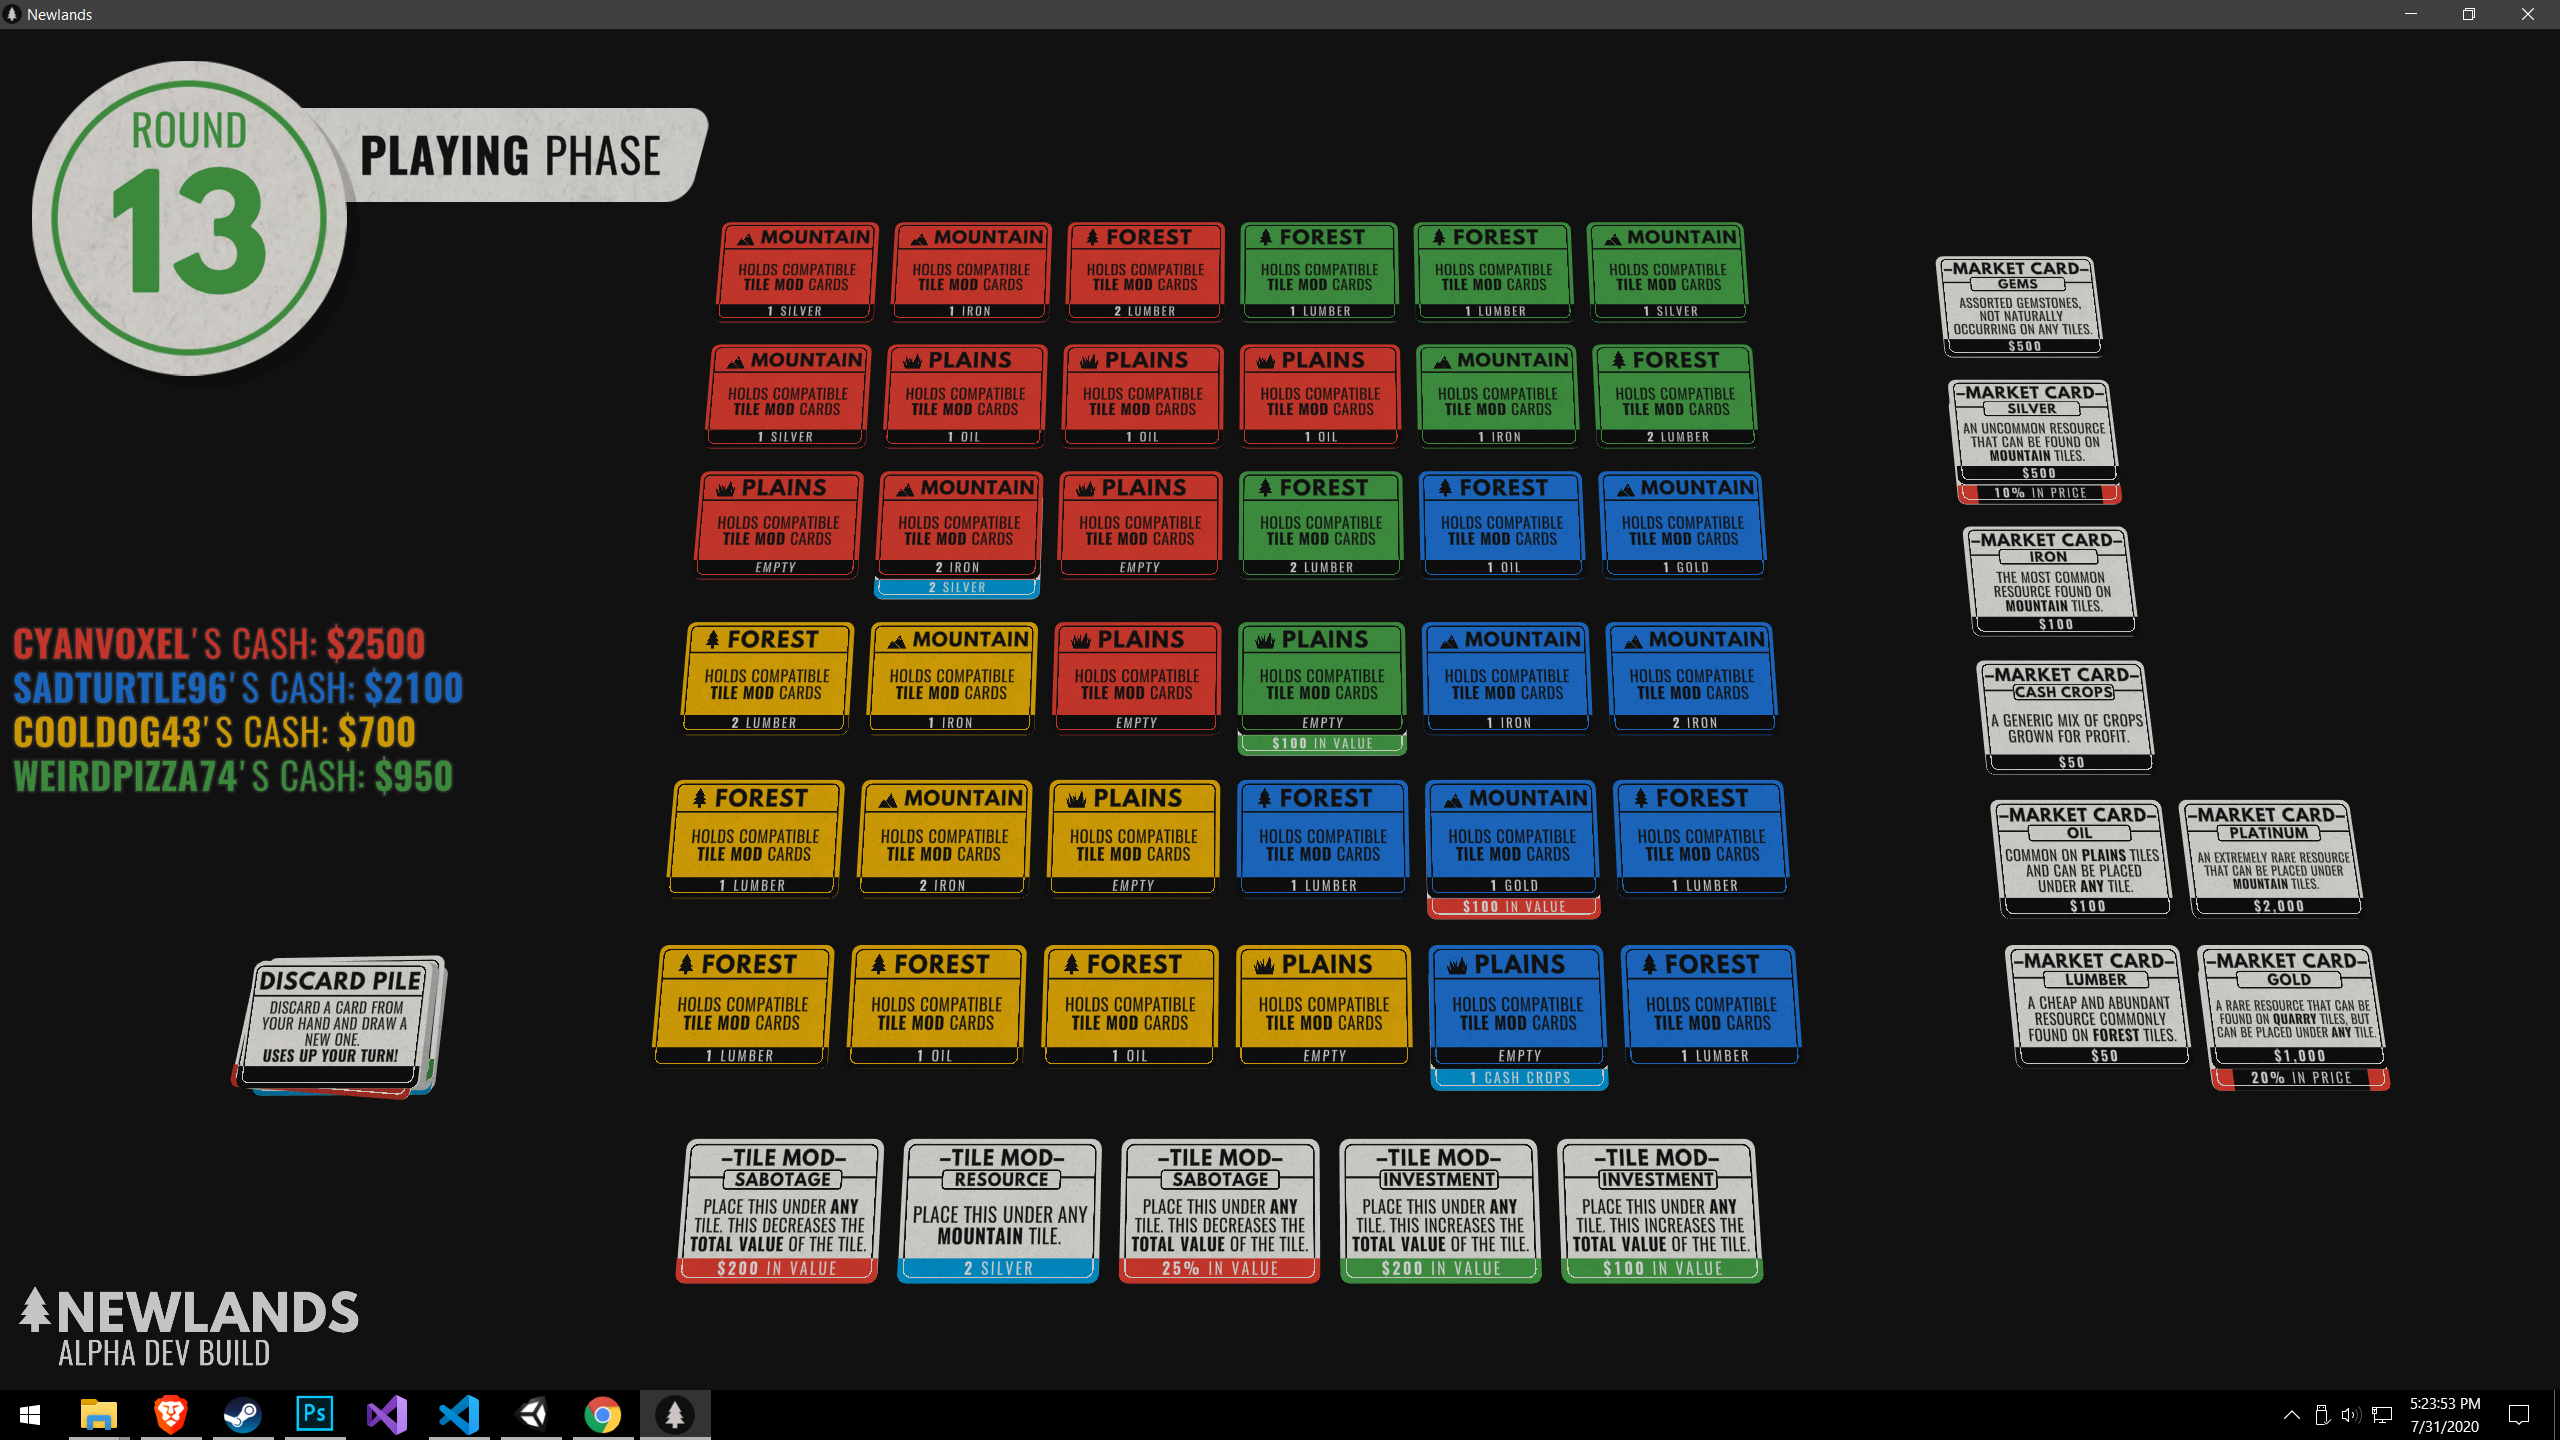 Newlands
ROUND
13
PLAYING PHASE
MOUNTAIN
HOLDS COMPATIBLE
TILE MOD CARDS
1 SILVER
MOUNTAIN
HOLDS COMPATIBLE
TILE MOD CARDS
1 IRON
FOREST
HOLDS COMPATIBLE
TILE MOD CARDS
2 LUMBER
FOREST
HOLDS COMPATIBLE
TILE MOD CARDS
1 LUMBER
FOREST
HOLDS COMPATIBLE
TILE MOD CARDS
1 LUMBER
MOUNTAIN
HOLDS COMPATIBLE
TILE MOD CARDS
1 SILVER
MOUNTAIN
HOLDS COMPATIBLE
TILE MOD CARDS
1 SILVER
PLAINS
HOLDS COMPATIBLE
TILE MOD CARDS
1 OIL
PLAINS
HOLDS COMPATIBLE
TILE MOD CARDS
1 OIL
PLAINS
HOLDS COMPATIBLE
TILE MOD CARDS
1 OIL
MOUNTAIN
HOLDS COMPATIBLE
TILE MOD CARDS
1 IRON
FOREST
HOLDS COMPATIBLE
TILE MOD CARDS
2 LUMBER
PLAINS
HOLDS COMPATIBLE
TILE MOD CARDS
EMPTY
MOUNTAIN
HOLDS COMPATIBLE
TILE MOD CARDS
2 IRON
2 SILVER
PLAINS
HOLDS COMPATIBLE
TILE MOD CARDS
EMPTY
FOREST
HOLDS COMPATIBLE
TILE MOD CARDS
2 LUMBER
FOREST
HOLDS COMPATIBLE
TILE MOD CARDS
1 OIL
MOUNTAIN
HOLDS COMPATIBLE
TILE MOD CARDS
1 GOLD
FOREST
HOLDS COMPATIBLE
TILE MOD CARDS
2 LUMBER
MOUNTAIN
HOLDS COMPATIBLE
TILE MOD CARDS
1 IRON
PLAINS
HOLDS COMPATIBLE
TILE MOD CARDS
EMPTY
PLAINS
HOLDS COMPATIBLE
TILE MOD CARDS
EMPTY
$100 IN VALUE
MOUNTAIN
HOLDS COMPATIBLE
TILE MOD CARDS
1 IRON
MOUNTAIN
HOLDS COMPATIBLE
TILE MOD CARDS
2 IRON
FOREST
HOLDS COMPATIBLE
TILE MOD CARDS
1 LUMBER
MOUNTAIN
HOLDS COMPATIBLE
TILE MOD CARDS
2 IRON
PLAINS
HOLDS COMPATIBLE
TILE MOD CARDS
EMPTY
FOREST
HOLDS COMPATIBLE
TILE MOD CARDS
1 LUMBER
MOUNTAIN
HOLDS COMPATIBLE
TILE MOD CARDS
1 GOLD
$100 IN VALUE
FOREST
HOLDS COMPATIBLE
TILE MOD CARDS
1 LUMBER
FOREST
HOLDS COMPATIBLE
TILE MOD CARDS
1 LUMBER
FOREST
HOLDS COMPATIBLE
TILE MOD CARDS
1 OIL
FOREST
HOLDS COMPATIBLE
TILE MOD CARDS
1 OIL
PLAINS
HOLDS COMPATIBLE
TILE MOD CARDS
EMPTY
PLAINS
HOLDS COMPATIBLE
TILE MOD CARDS
EMPTY
1 CASH CROPS
FOREST
HOLDS COMPATIBLE
TILE MOD CARDS
1 LUMBER
–MARKET CARD–
GEMS
ASSORTED GEMSTONES,
NOT NATURALLY
OCCURRING ON ANY TILES.
$500
–MARKET CARD–
SILVER
AN UNCOMMON RESOURCE
THAT CAN BE FOUND ON
MOUNTAIN TILES.
$500
10% IN PRICE
–MARKET CARD–
IRON
THE MOST COMMON
RESOURCE FOUND ON
MOUNTAIN TILES.
$100
–MARKET CARD–
CASH CROPS
A GENERIC MIX OF CROPS
GROWN FOR PROFIT.
$50
–MARKET CARD–
OIL
COMMON ON PLAINS TILES
AND CAN BE PLACED
UNDER ANY TILE.
$100
–MARKET CARD–
PLATINUM
AN EXTREMELY RARE RESOURCE
THAT CAN BE PLACED UNDER
MOUNTAIN TILES.
$2,000
–MARKET CARD–
LUMBER
A CHEAP AND ABUNDANT
RESOURCE COMMONLY
FOUND ON FOREST TILES.
$50
–MARKET CARD–
GOLD
A RARE RESOURCE THAT CAN BE
FOUND ON QUARRY TILES, BUT
CAN BE PLACED UNDER ANY TILE.
$1,000
20% IN PRICE
CYANVOXEL'S CASH: $2500
SADTURTLE96'S CASH: $2100
COOLDOG43'S CASH: $700
WEIRDPIZZA74'S CASH: $950
DISCARD PILE
DISCARD A CARD FROM
YOUR HAND AND DRAW A
NEW ONE.
USES UP YOUR TURN!
–TILE MOD–
SABOTAGE
PLACE THIS UNDER ANY
TILE. THIS DECREASES THE
TOTAL VALUE OF THE TILE.
$200 IN VALUE
–TILE MOD–
RESOURCE
PLACE THIS UNDER ANY
MOUNTAIN TILE.
2 SILVER
–TILE MOD–
SABOTAGE
PLACE THIS UNDER ANY
TILE. THIS DECREASES THE
TOTAL VALUE OF THE TILE.
25% IN VALUE
–TILE MOD–
INVESTMENT
PLACE THIS UNDER ANY
TILE. THIS INCREASES THE
TOTAL VALUE OF THE TILE.
$200 IN VALUE
–TILE MOD–
INVESTMENT
PLACE THIS UNDER ANY
TILE. THIS INCREASES THE
TOTAL VALUE OF THE TILE.
$100 IN VALUE
NEWLANDS
ALPHA DEV BUILD
Ps
5:23:53 PM
7/31/2020